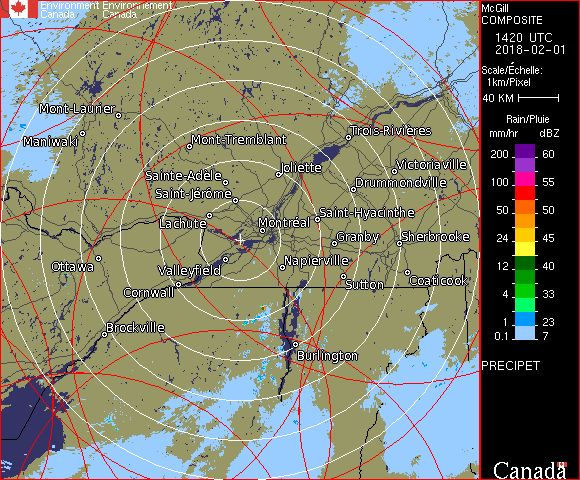 Environment Environnement
Canada Canada
McGill
COMPOSITE
1420 UTC
2018-02-01
Scale/Échelle:
1km/Pixel
40 KM
Rain/Pluie
mm/hr dBZ
200 60
100 55
50 50
24 45
12 40
4 33
1 23
0.1 7
PRECIPET
Canada
Mont-Laurier
Maniwaki
Mont-Tremblant
Trois-Rivières
Joliette
Victoriaville
Sainte-Adèle
Drummondville
Saint-Jérôme
Saint-Hyacinthe
Lachute
Montréal
Granby
Sherbrooke
Ottawa
Valleyfield
Napierville
Cornwall
Sutton
Coaticook
Brockville
Burlington